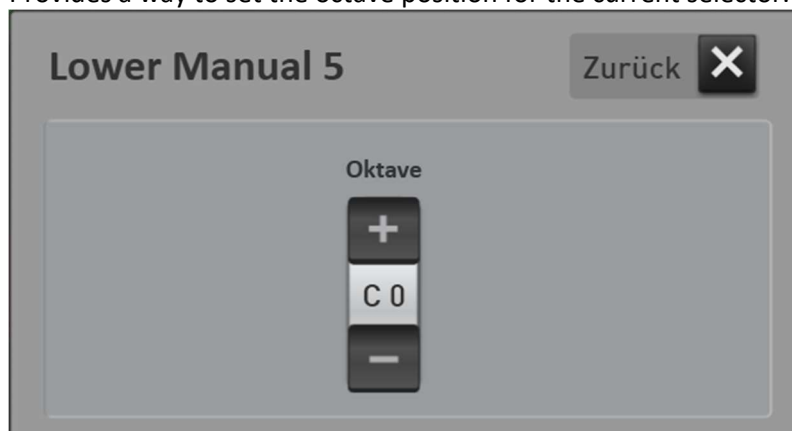 Provides a way to set the octave position for the current selector.
Lower Manual 5
Zurück
Oktave
+
C 0
−